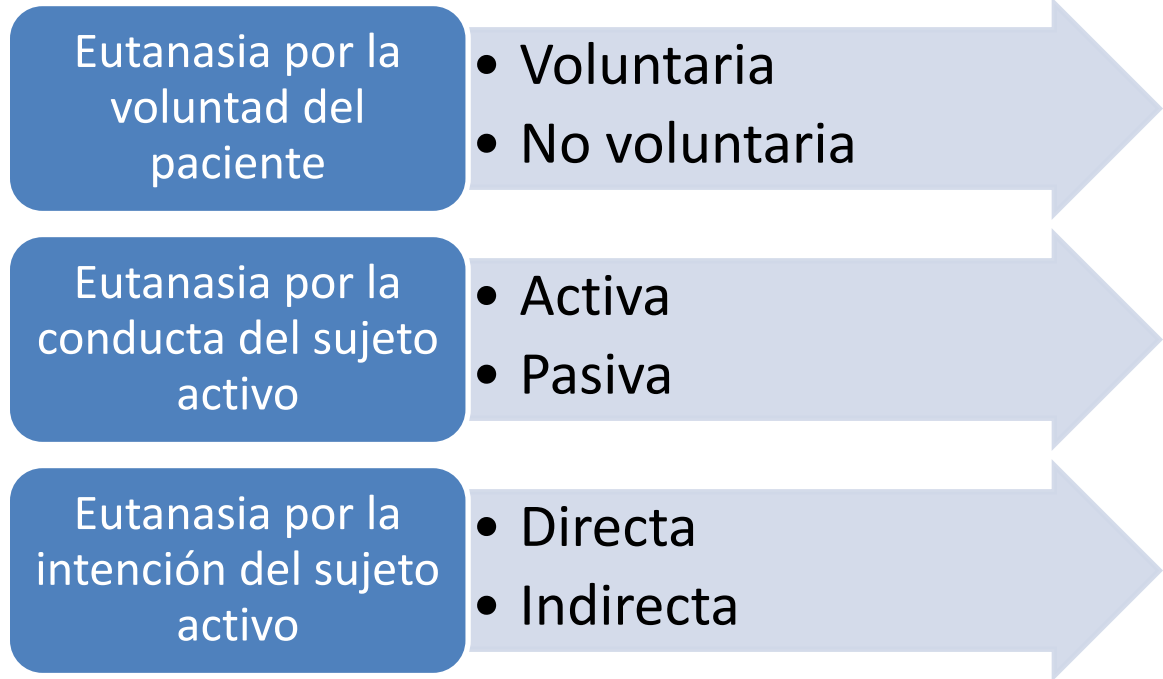 Eutanasia por la
voluntad del
paciente
• Voluntaria
• No voluntaria
Eutanasia por la
conducta del sujeto
activo
• Activa
• Pasiva
Eutanasia por la
intención del sujeto
activo
• Directa
• Indirecta